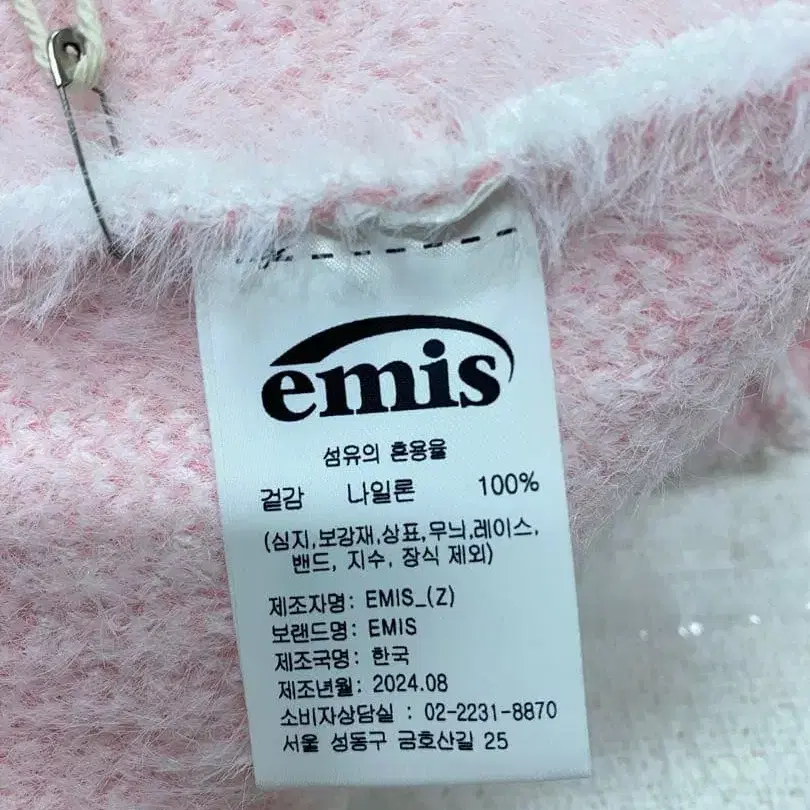 emis
섬유의 혼용율
겉감 나일론 100%
(심지,보강재,상표,무늬,레이스,
밴드, 지수, 장식 제외)
제조자명: EMIS_(Z)
보랜드명: EMIS
제조국명: 한국
제조년월: 2024.08
소비자상담실 : 02-2231-8870
서울 성동구 금호산길 25